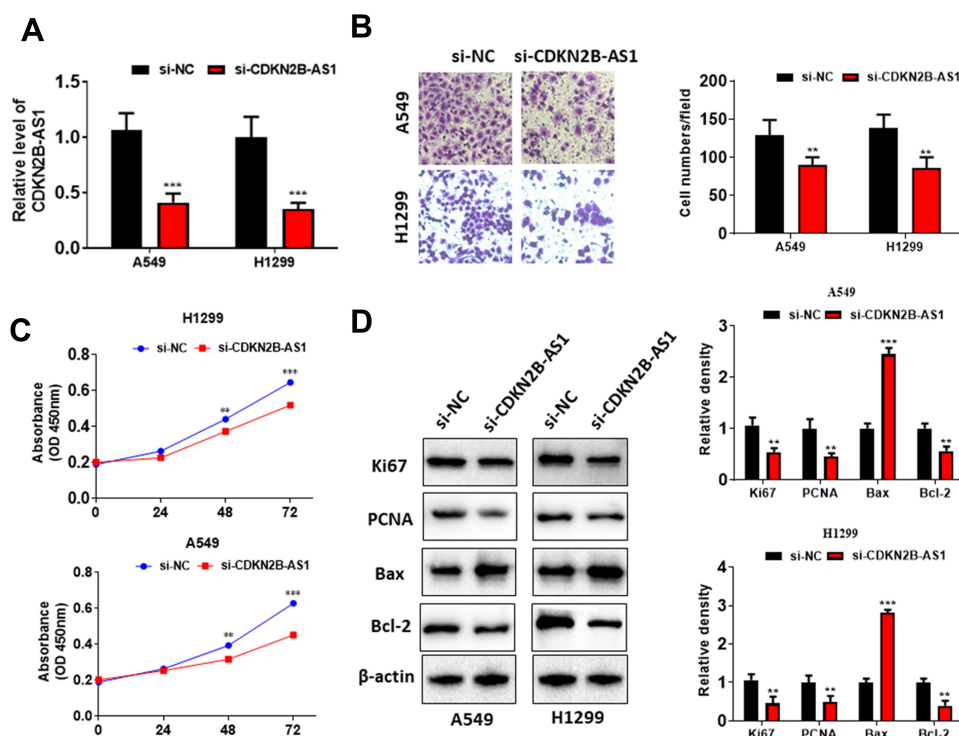 A
si-NC si-CDKN2B-AS1
Relative level of
CDKN2B-AS1
1.5
1.0
0.5
0.0
***
***
A549 H1299
B
si-NC si-CDKN2B-AS1
A549
H1299
si-NC si-CDKN2B-AS1
Cell numbers/field
200
150
100
50
0
**
**
A549 H1299
C
H1299
si-NC si-CDKN2B-AS1
Absorbance
(OD 450nm)
0.8
0.6
0.4
0.2
0.0
**
***
0 24 48 72
A549
si-NC si-CDKN2B-AS1
Absorbance
(OD 450nm)
0.8
0.6
0.4
0.2
0.0
**
***
0 24 48 72
D
si-NC si-CDKN2B-AS1 si-NC si-CDKN2B-AS1
Ki67
PCNA
Bax
Bcl-2
β-actin
A549 H1299
A549
si-NC si-CDKN2B-AS1
Relative density
3
2
1
0
**
**
***
**
Ki67 PCNA Bax Bcl-2
H1299
si-NC si-CDKN2B-AS1
Relative density
4
3
2
1
0
**
**
***
**
Ki67 PCNA Bax Bcl-2